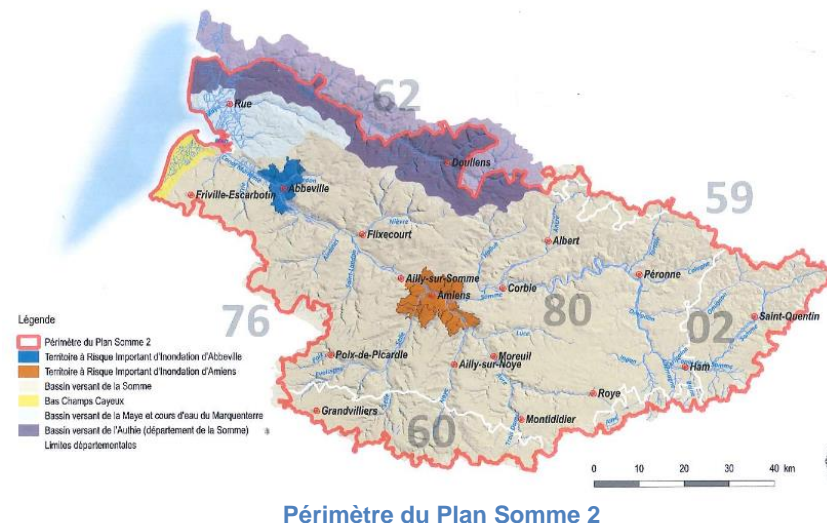 62
Rue
Doullens
59
Abbeville
Friville-Escarbotin
Nièvre
Flixecourt
Albert
Ailly-sur-Somme
Corbie
Péronne
Amiens
Somme
80
76
Saint-Quentin
02
Légende
Périmètre du Plan Somme 2
Territoire à Risque Important d'Inondation d'Abbeville
Territoire à Risque Important d'Inondation d'Amiens
Bassin versant de la Somme
Bas Champs Cayeux
Bassin versant de la Maye et cours d'eau du Marquenterre
Bassin versant de l'Authie (département de la Somme)
Limites départementales
Poix-de-Picardie
Moreuil
Ailly-sur-Noye
Ham
Roye
Grandvilliers
60
Montdidier
0 10 20 30 40 km
Périmètre du Plan Somme 2